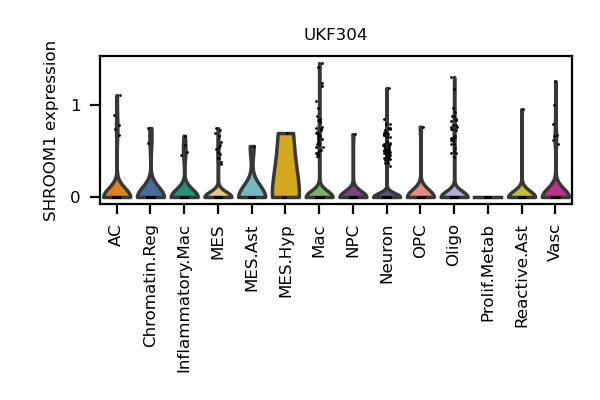 UKF304
SHROOM1 expression
1
0
AC
Chromatin.Reg
Inflammatory.Mac
MES
MES.Ast
MES.Hyp
Mac
NPC
Neuron
OPC
Oligo
Prolif.Metab
Reactive.Ast
Vasc